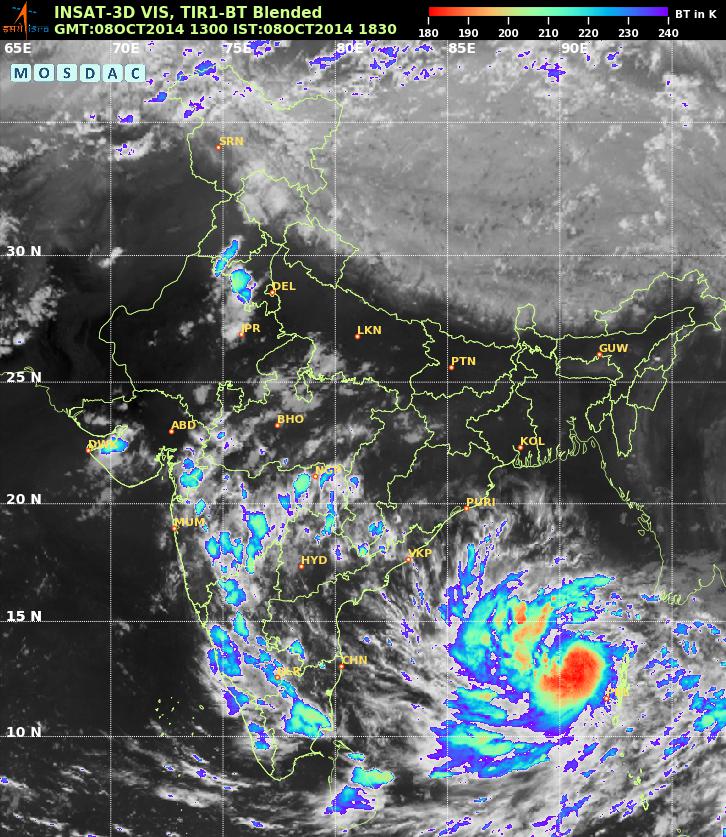 INSAT-3D VIS, TIR1-BT Blended
GMT:08OCT2014 1300 IST:08OCT2014 1830
BT in K
180 190 200 210 220 230 240
65E 70E 75E 80E 85E 90E
MOSDAC
SRN
30 N
DEL
JPR LKN GUW
PTN
25 N
ABD BHO
DWK KOL
NGP
20 N PURI
MUM
HYD VKP
15 N
CHN
10 N